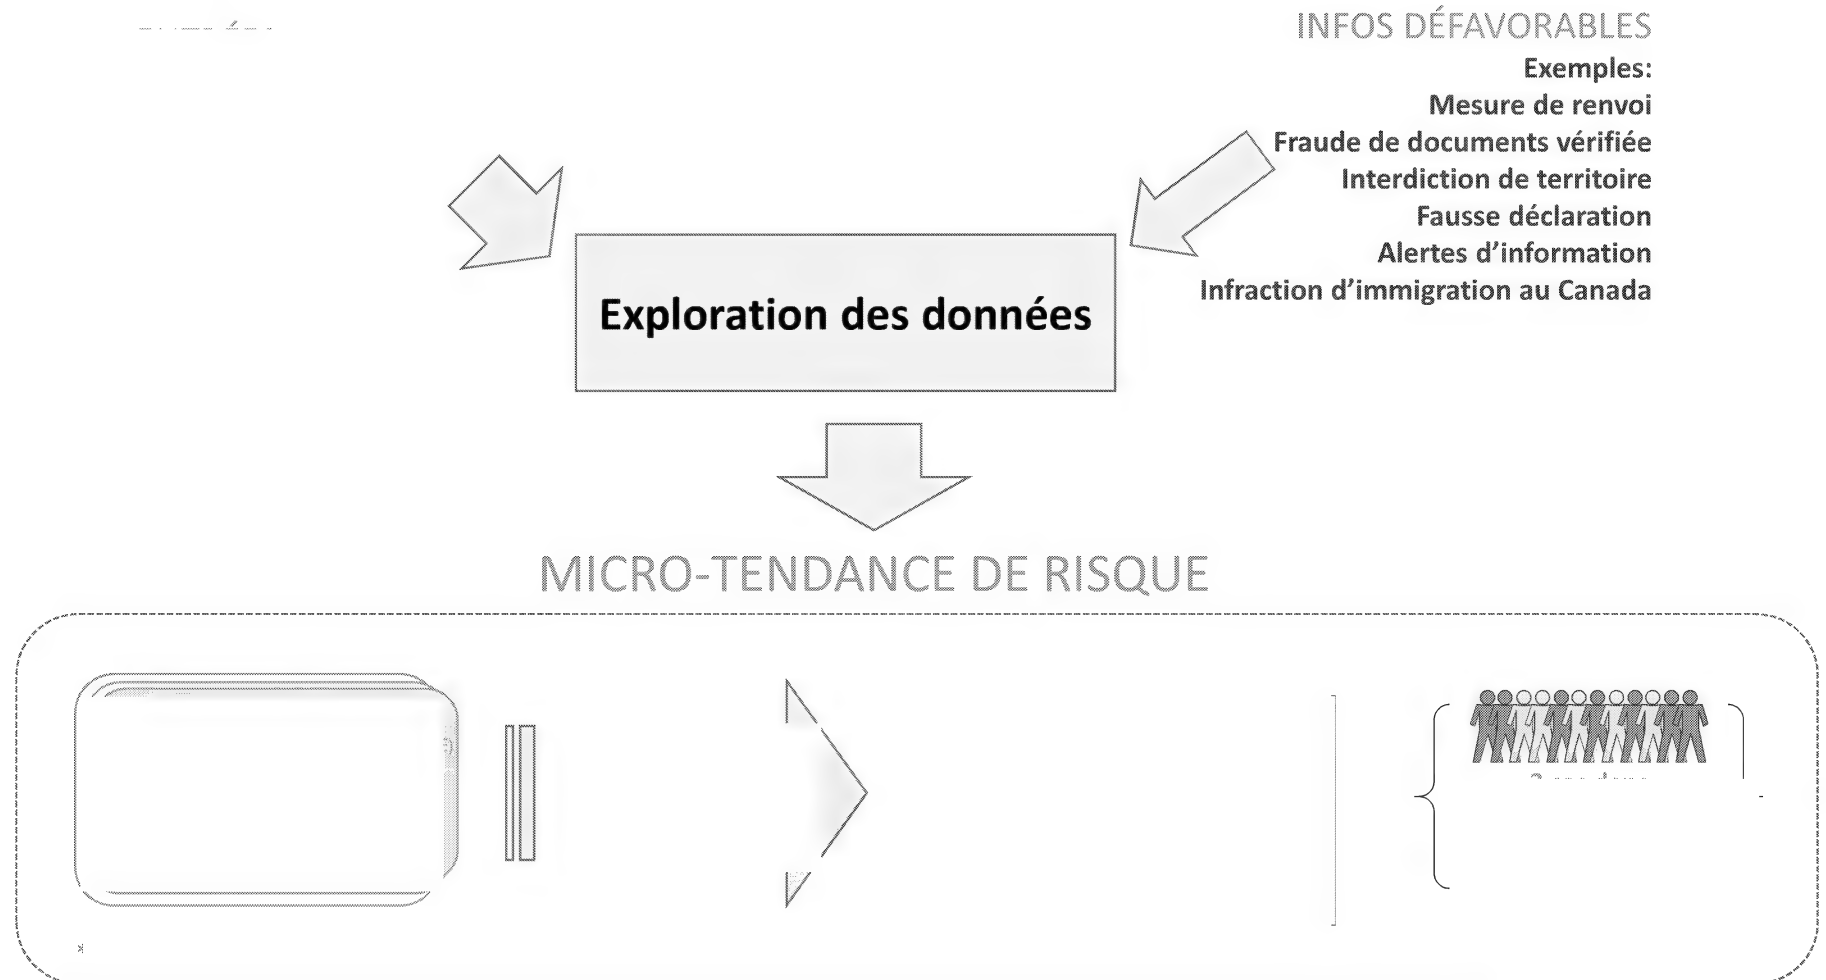 INFOS DÉFAVORABLES
Exemples:
Mesure de renvoi
Fraude de documents vérifiée
Interdiction de territoire
Fausse déclaration
Alertes d’information
Infraction d’immigration au Canada
Exploration des données
MICRO-TENDANCE DE RISQUE